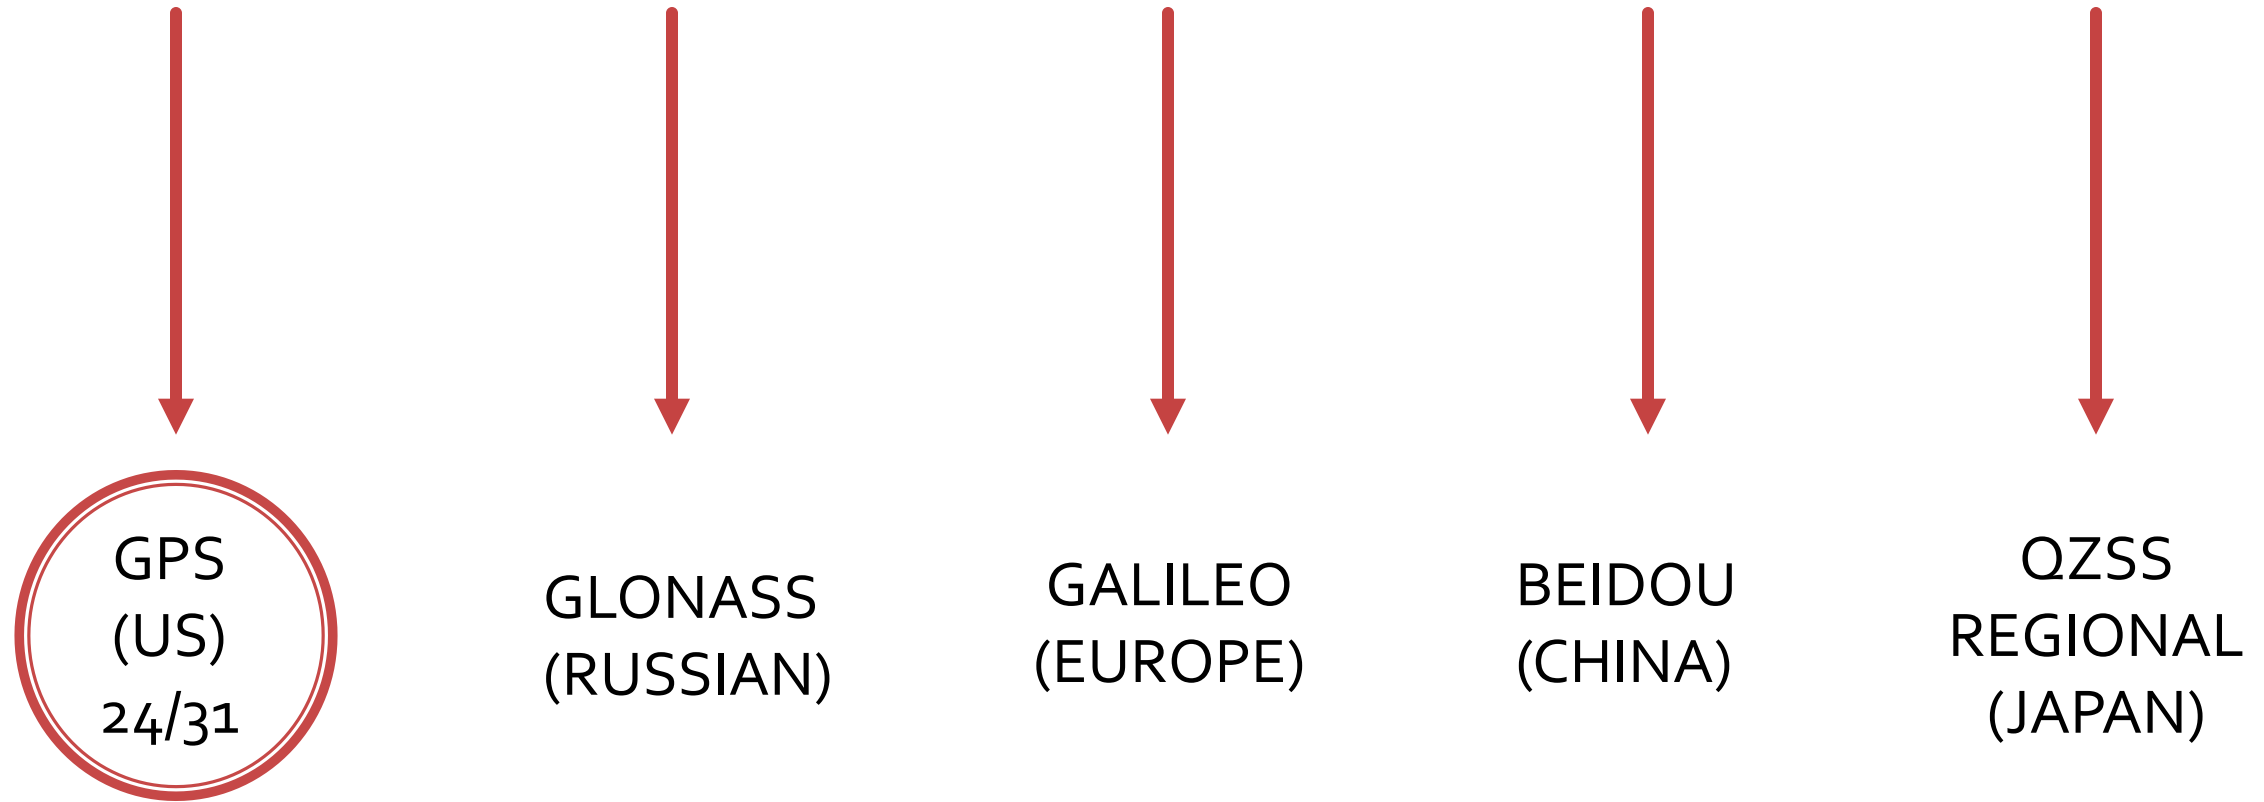 GPS
(US)
24/31
GLONASS
(RUSSIAN)
GALILEO
(EUROPE)
BEIDOU
(CHINA)
QZSS
REGIONAL
(JAPAN)